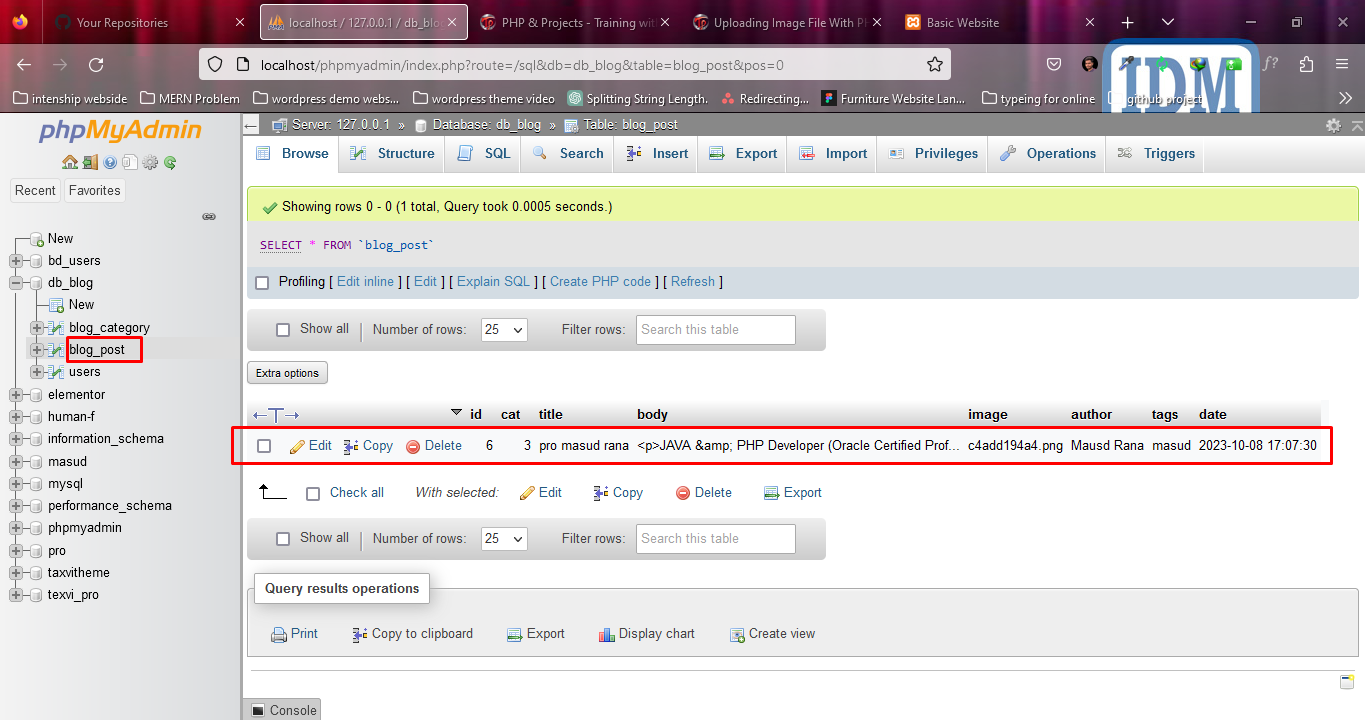 Your Repositories
localhost / 127.0.0.1 / db_blog
PHP & Projects - Training with
Uploading Image File With PH
Basic Website
localhost/phpmyadmin/index.php?route=/sql&db=db_blog&table=blog_post&pos=0
IDM
f?
intenship webside
MERN Problem
wordpress demo webs...
wordpress theme video
Splitting String Length.
Redirecting...
Furniture Website Lan...
typeing for online
github project
phpMyAdmin
Recent
Favorites
New
bd_users
db_blog
New
blog_category
blog_post
users
elementor
human-f
information_schema
masud
mysql
performance_schema
phpmyadmin
pro
taxvitheme
texvi_pro
Server: 127.0.0.1 » Database: db_blog » Table: blog_post
Browse
Structure
SQL
Search
Insert
Export
Import
Privileges
Operations
Triggers
Showing rows 0 - 0 (1 total, Query took 0.0005 seconds.)
SELECT * FROM `blog_post`
Profiling [ Edit inline ] [ Edit ] [ Explain SQL ] [ Create PHP code ] [ Refresh ]
Show all
Number of rows:
25
Filter rows:
Search this table
Extra options
←T→ id cat title body image author tags date
Edit Copy Delete 6 3 pro masud rana <p>JAVA &amp; PHP Developer (Oracle Certified Prof... c4add194a4.png Mausd Rana masud 2023-10-08 17:07:30
Check all
With selected:
Edit
Copy
Delete
Export
Show all
Number of rows:
25
Filter rows:
Search this table
Query results operations
Print
Copy to clipboard
Export
Display chart
Create view
Console